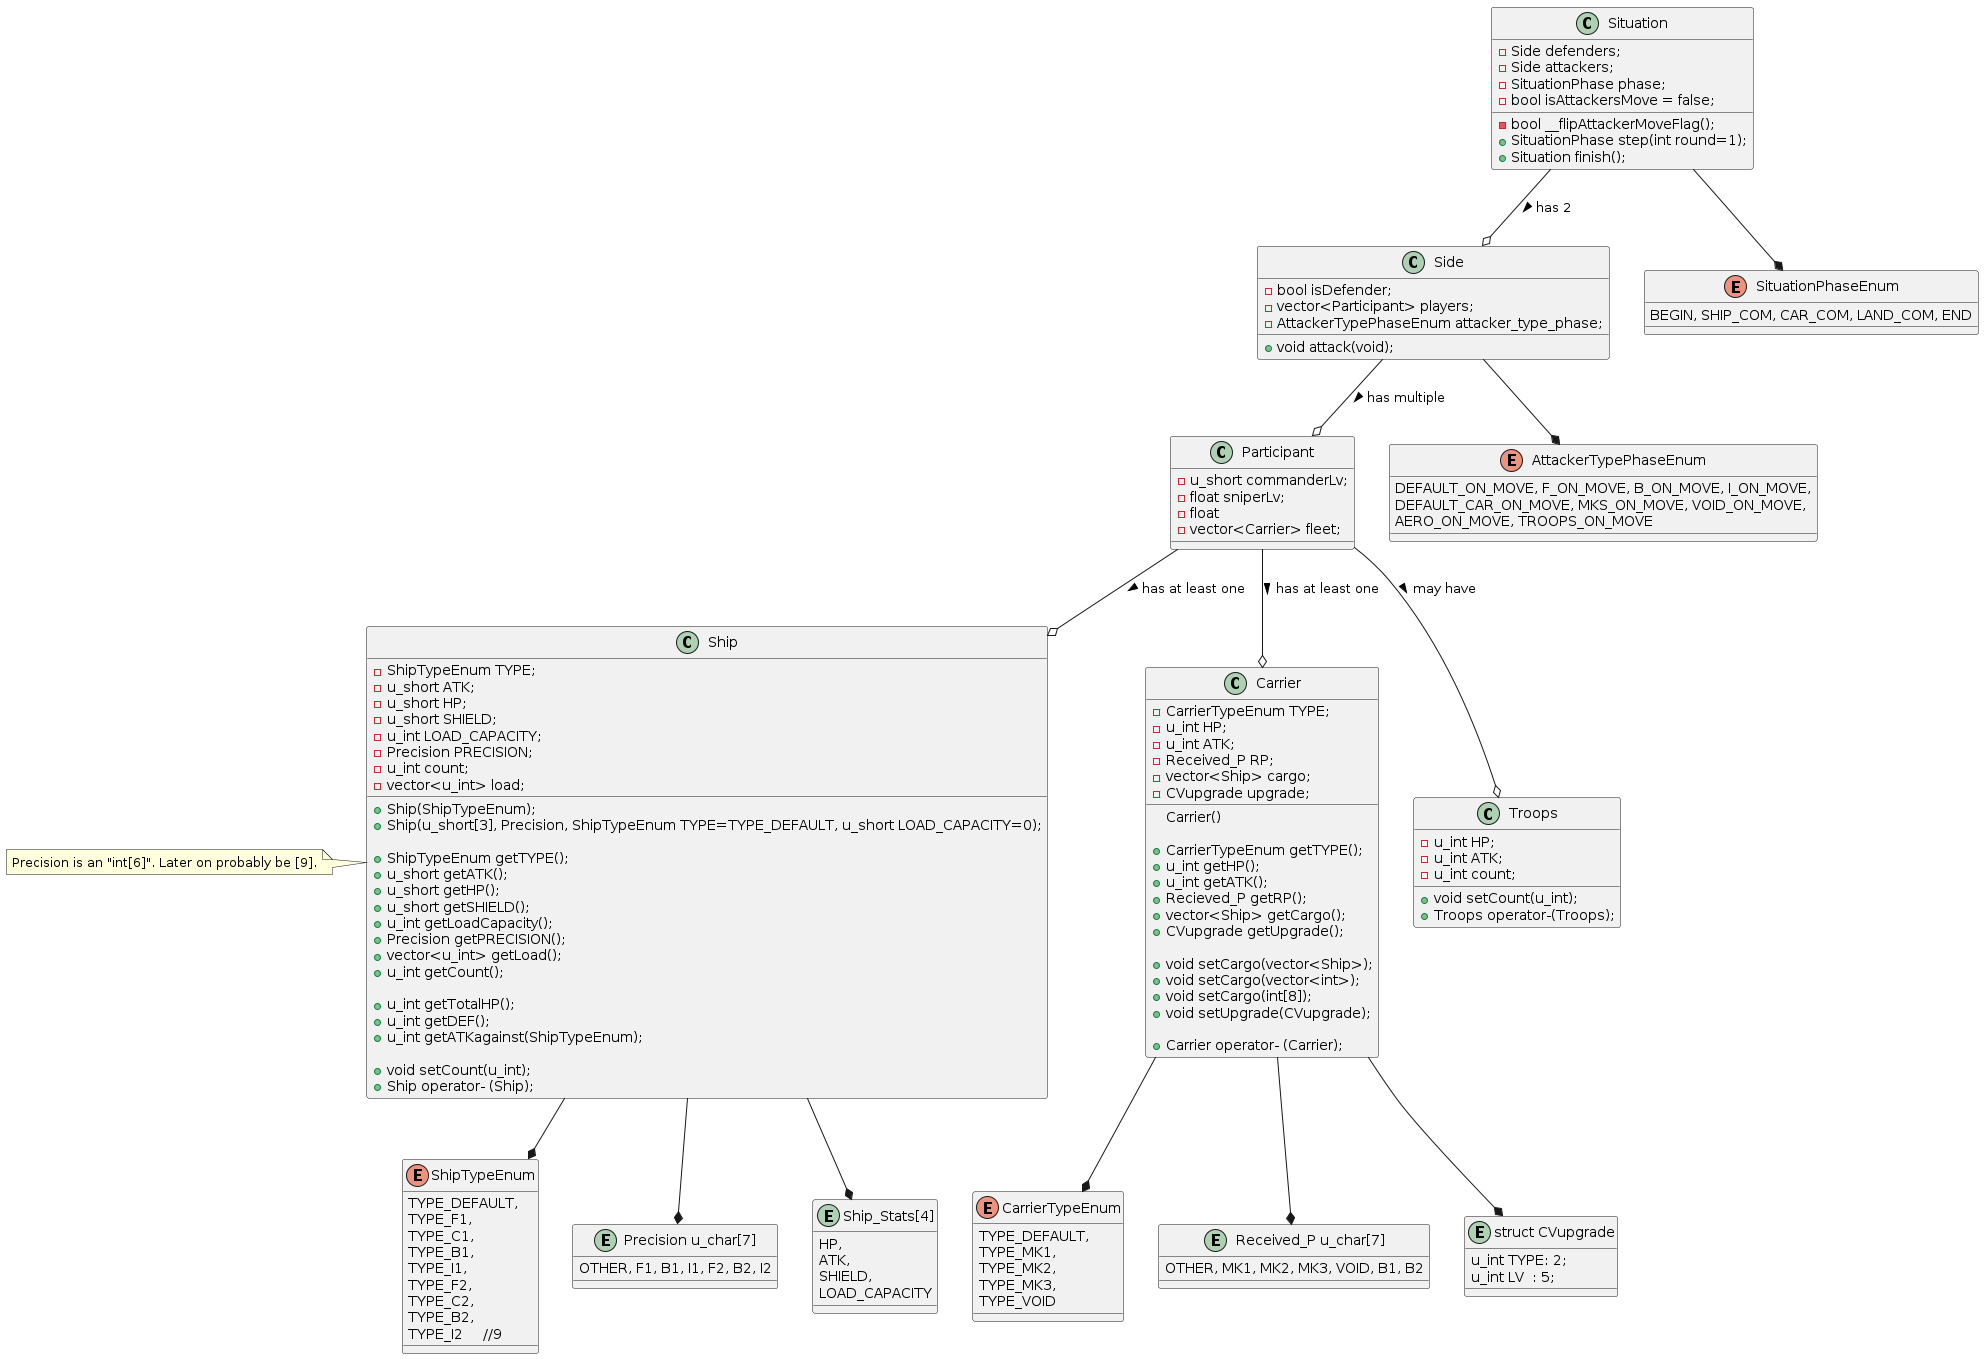 C Situation
Side defenders;
Side attackers;
SituationPhase phase;
bool isAttackersMove = false;
bool __flipAttackerMoveFlag();
SituationPhase step(int round=1);
Situation finish();
has 2
C Side
bool isDefender;
vector<Participant> players;
AttackerTypePhaseEnum attacker_type_phase;
void attack(void);
E SituationPhaseEnum
BEGIN, SHIP_COM, CAR_COM, LAND_COM, END
has multiple
C Participant
u_short commanderLv;
float sniperLv;
float
vector<Carrier> fleet;
E AttackerTypePhaseEnum
DEFAULT_ON_MOVE, F_ON_MOVE, B_ON_MOVE, I_ON_MOVE,
DEFAULT_CAR_ON_MOVE, MKS_ON_MOVE, VOID_ON_MOVE,
AERO_ON_MOVE, TROOPS_ON_MOVE
has at least one
has at least one
may have
C Ship
ShipTypeEnum TYPE;
u_short ATK;
u_short HP;
u_short SHIELD;
u_int LOAD_CAPACITY;
Precision PRECISION;
u_int count;
vector<u_int> load;
Ship(ShipTypeEnum);
Ship(u_short[3], Precision, ShipTypeEnum TYPE=TYPE_DEFAULT, u_short LOAD_CAPACITY=0);
ShipTypeEnum getTYPE();
u_short getATK();
u_short getHP();
u_short getSHIELD();
u_int getLoadCapacity();
Precision getPRECISION();
vector<u_int> getLoad();
u_int getCount();
u_int getTotalHP();
u_int getDEF();
u_int getATKagainst(ShipTypeEnum);
void setCount(u_int);
Ship operator- (Ship);
Precision is an "int[6]". Later on probably be [9].
C Carrier
CarrierTypeEnum TYPE;
u_int HP;
u_int ATK;
Received_P RP;
vector<Ship> cargo;
CVupgrade upgrade;
Carrier()
CarrierTypeEnum getTYPE();
u_int getHP();
u_int getATK();
Recieved_P getRP();
vector<Ship> getCargo();
CVupgrade getUpgrade();
void setCargo(vector<Ship>);
void setCargo(vector<int>);
void setCargo(int[8]);
void setUpgrade(CVupgrade);
Carrier operator- (Carrier);
C Troops
u_int HP;
u_int ATK;
u_int count;
void setCount(u_int);
Troops operator-(Troops);
E ShipTypeEnum
TYPE_DEFAULT,
TYPE_F1,
TYPE_C1,
TYPE_B1,
TYPE_I1,
TYPE_F2,
TYPE_C2,
TYPE_B2,
TYPE_I2 //9
E Precision u_char[7]
OTHER, F1, B1, I1, F2, B2, I2
E Ship_Stats[4]
HP,
ATK,
SHIELD,
LOAD_CAPACITY
E CarrierTypeEnum
TYPE_DEFAULT,
TYPE_MK1,
TYPE_MK2,
TYPE_MK3,
TYPE_VOID
E Received_P u_char[7]
OTHER, MK1, MK2, MK3, VOID, B1, B2
E struct CVupgrade
u_int TYPE: 2;
u_int LV : 5;